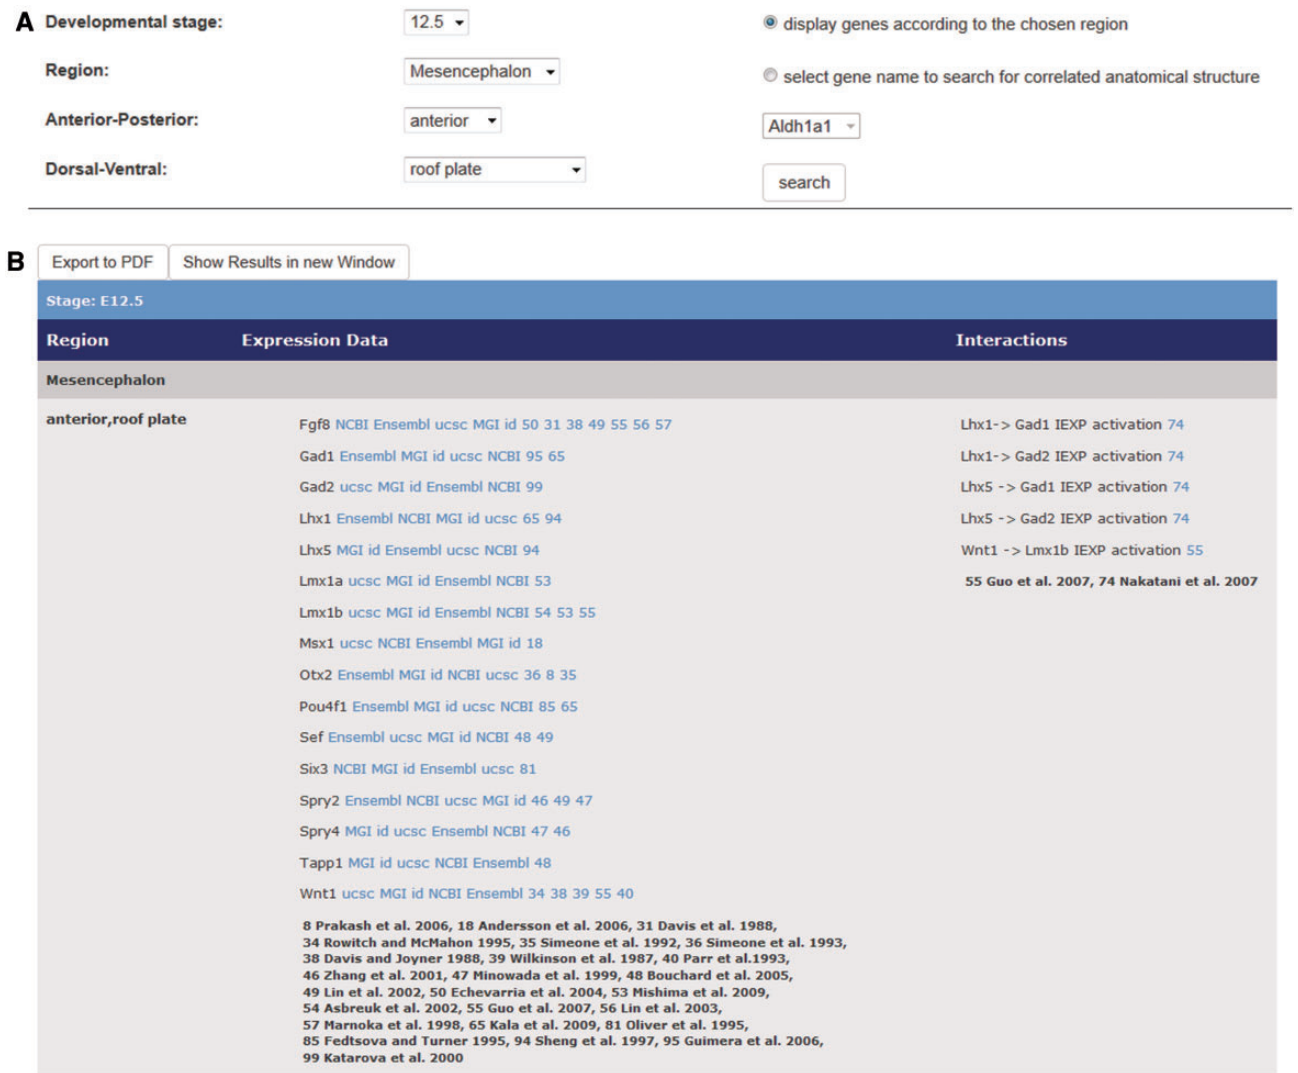 A Developmental stage: 12.5 display genes according to the chosen region
Region: Mesencephalon select gene name to search for correlated anatomical structure
Anterior-Posterior: anterior Aldh1a1
Dorsal-Ventral: roof plate search
B Export to PDF Show Results in new Window
Stage: E12.5
Region Expression Data Interactions
Mesencephalon
anterior,roof plate Fgf8 NCBI Ensembl ucsc MGI id 50 31 38 49 55 56 57 Lhx1-> Gad1 IEXP activation 74
Gad1 Ensembl MGI id ucsc NCBI 95 65 Lhx1-> Gad2 IEXP activation 74
Gad2 ucsc MGI id Ensembl NCBI 99 Lhx5 -> Gad1 IEXP activation 74
Lhx1 Ensembl NCBI MGI id ucsc 65 94 Lhx5 -> Gad2 IEXP activation 74
Lhx5 MGI id Ensembl ucsc NCBI 94 Wnt1 -> Lmx1b IEXP activation 55
Lmx1a ucsc MGI id Ensembl NCBI 53 55 Guo et al. 2007, 74 Nakatani et al. 2007
Lmx1b ucsc MGI id Ensembl NCBI 54 53 55
Msx1 ucsc NCBI Ensembl MGI id 18
Otx2 Ensembl MGI id NCBI ucsc 36 8 35
Pou4f1 Ensembl MGI id ucsc NCBI 85 65
Sef Ensembl ucsc MGI id NCBI 48 49
Six3 NCBI MGI id Ensembl ucsc 81
Spry2 Ensembl NCBI ucsc MGI id 46 49 47
Spry4 MGI id ucsc Ensembl NCBI 47 46
Tapp1 MGI id ucsc NCBI Ensembl 48
Wnt1 ucsc MGI id NCBI Ensembl 34 38 39 55 40
8 Prakash et al. 2006, 18 Andersson et al. 2006, 31 Davis et al. 1988,
34 Rowitch and McMahon 1995, 35 Simeone et al. 1992, 36 Simeone et al. 1993,
38 Davis and Joyner 1988, 39 Wilkinson et al. 1987, 40 Parr et al.1993,
46 Zhang et al. 2001, 47 Minowada et al. 1999, 48 Bouchard et al. 2005,
49 Lin et al. 2002, 50 Echevarria et al. 2004, 53 Mishima et al. 2009,
54 Asbreuk et al. 2002, 55 Guo et al. 2007, 56 Lin et al. 2003,
57 Marnoka et al. 1998, 65 Kala et al. 2009, 81 Oliver et al. 1995,
85 Fedtsova and Turner 1995, 94 Sheng et al. 1997, 95 Guimera et al. 2006,
99 Katarova et al. 2000